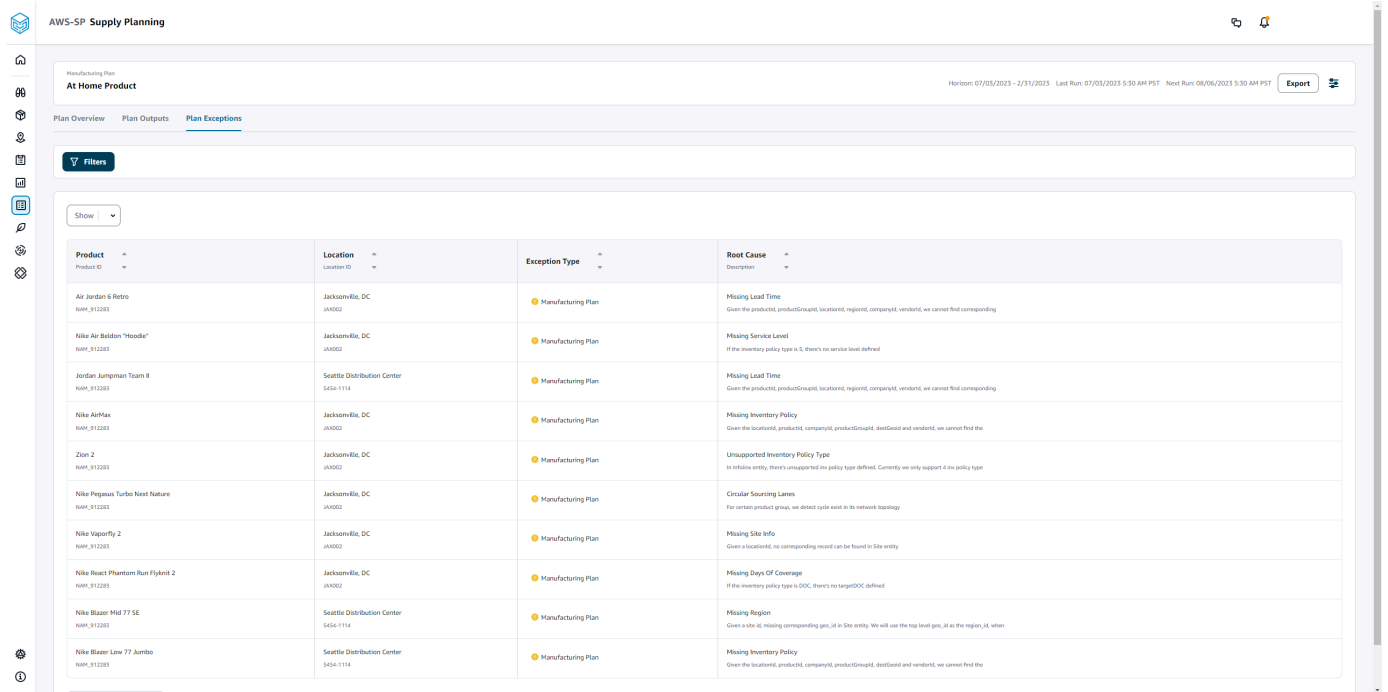 AWS-SP Supply Planning
Manufacturing Plan
At Home Product
Horizon: 07/03/2023 - 2/31/2023 Last Run: 07/03/2023 5:30 AM PST Next Run: 08/06/2023 5:30 AM PST Export
Plan Overview Plan Outputs Plan Exceptions
Filters
Show
Product Location Exception Type Root Cause
Product ID Location ID Description
Air Jordan 6 Retro Jacksonville, DC Manufacturing Plan Missing Lead Time
NAM_912283 JAX002 Given the productId, productGroupId, locationId, regionId, companyId, vendorId, we cannot find corresponding
Nike Air Beldon "Hoodie" Jacksonville, DC Manufacturing Plan Missing Service Level
NAM_912283 JAX002 If the inventory policy type is S, there's no service level defined
Jordan Jumpman Team II Seattle Distribution Center Manufacturing Plan Missing Lead Time
NAM_912283 5454-1114 Given the productId, productGroupId, locationId, regionId, companyId, vendorId, we cannot find corresponding
Nike AirMax Jacksonville, DC Manufacturing Plan Missing Inventory Policy
NAM_912283 JAX002 Given the locationId, productId, companyId, productGroupId, destGeoid and vendorId, we cannot find the
Zion 2 Jacksonville, DC Manufacturing Plan Unsupported Inventory Policy Type
NAM_912283 JAX002 In InfoInv entity, there's unsupported inv policy type defined. Currently we only support 4 inv policy type
Nike Pegasus Turbo Next Nature Jacksonville, DC Manufacturing Plan Circular Sourcing Lanes
NAM_912283 JAX002 For certain product group, we detect cycle exist in its network topology
Nike Vaporfly 2 Jacksonville, DC Manufacturing Plan Missing Site Info
NAM_912283 JAX002 Given a locationId, no corresponding record can be found in Site entity
Nike React Phantom Run Flyknit 2 Jacksonville, DC Manufacturing Plan Missing Days Of Coverage
NAM_912283 JAX002 If the inventory policy type is DOC, there's no targetDOC defined
Nike Blazer Mid 77 SE Seattle Distribution Center Manufacturing Plan Missing Region
NAM_912283 5454-1114 Given a site id, missing corresponding geo_id in Site entity. We will use the top level geo_id as the region_id, when
Nike Blazer Low 77 Jumbo Seattle Distribution Center Manufacturing Plan Missing Inventory Policy
NAM_912283 5454-1114 Given the locationId, productId, companyId, productGroupId, destGeoid and vendorId, we cannot find the